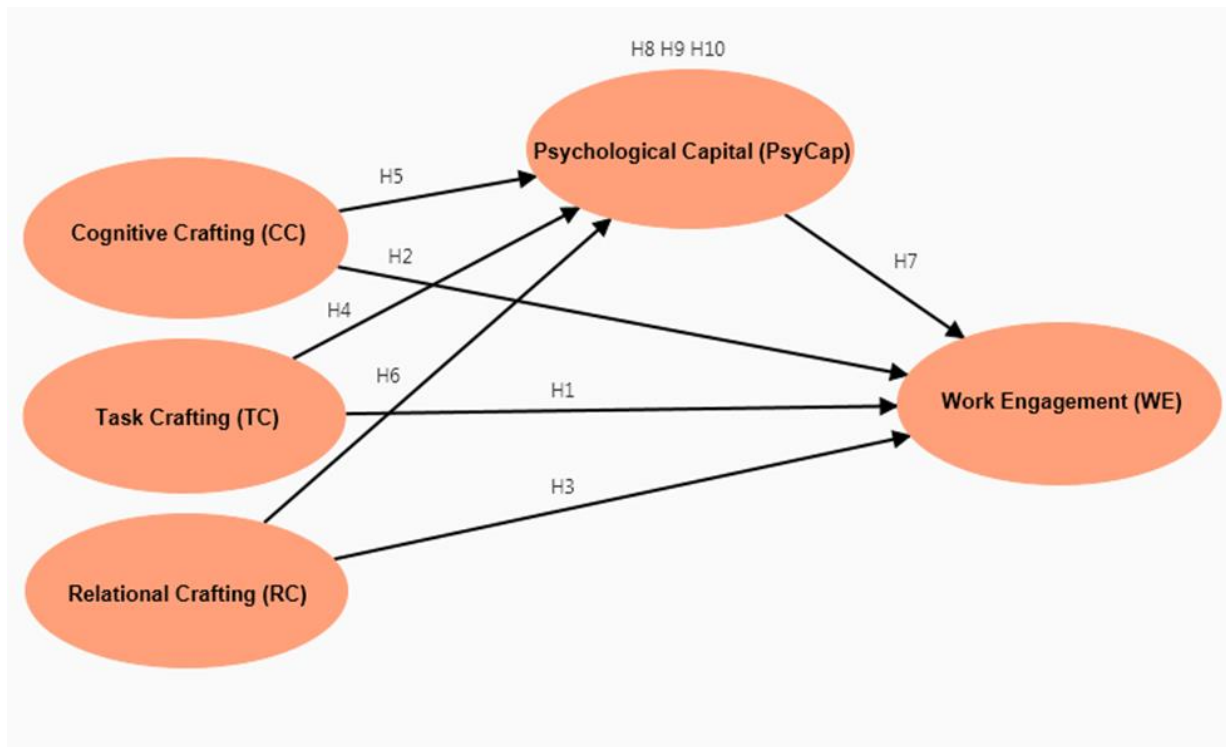 H8 H9 H10
Psychological Capital (PsyCap)
H5
Cognitive Crafting (CC)
H2
H7
H4
H6
H1
Task Crafting (TC)
Work Engagement (WE)
H3
Relational Crafting (RC)